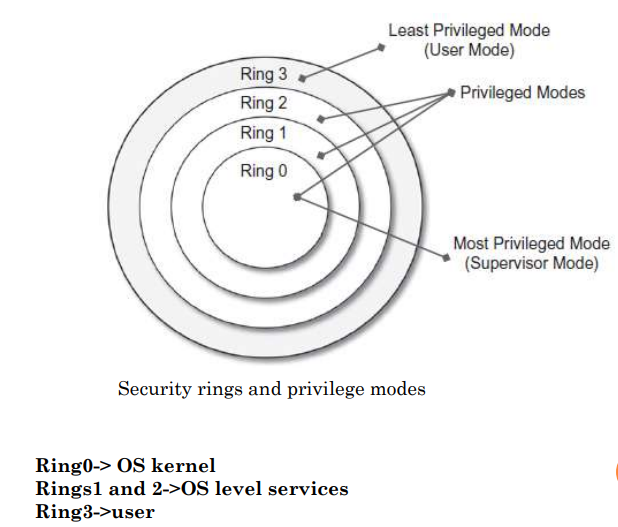 Least Privileged Mode
(User Mode)
Ring 3
Privileged Modes
Ring 2
Ring 1
Ring 0
Most Privileged Mode
(Supervisor Mode)
Security rings and privilege modes
Ring0-> OS kernel
Rings1 and 2->OS level services
Ring3->user